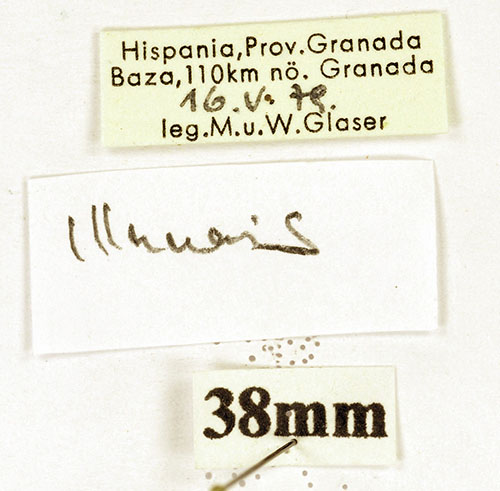 Hispania,Prov.Granada
Baza,110km nö. Granada
16.V.79.
leg.M.u.W.Glaser
38mm